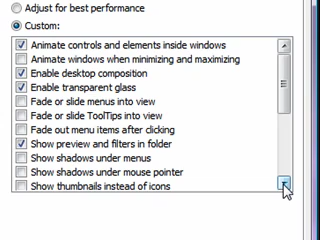 Adjust for best performance
Custom:
Animate controls and elements inside windows
Animate windows when minimizing and maximizing
Enable desktop composition
Enable transparent glass
Fade or slide menus into view
Fade or slide ToolTips into view
Fade out menu items after clicking
Show preview and filters in folder
Show shadows under menus
Show shadows under mouse pointer
Show thumbnails instead of icons